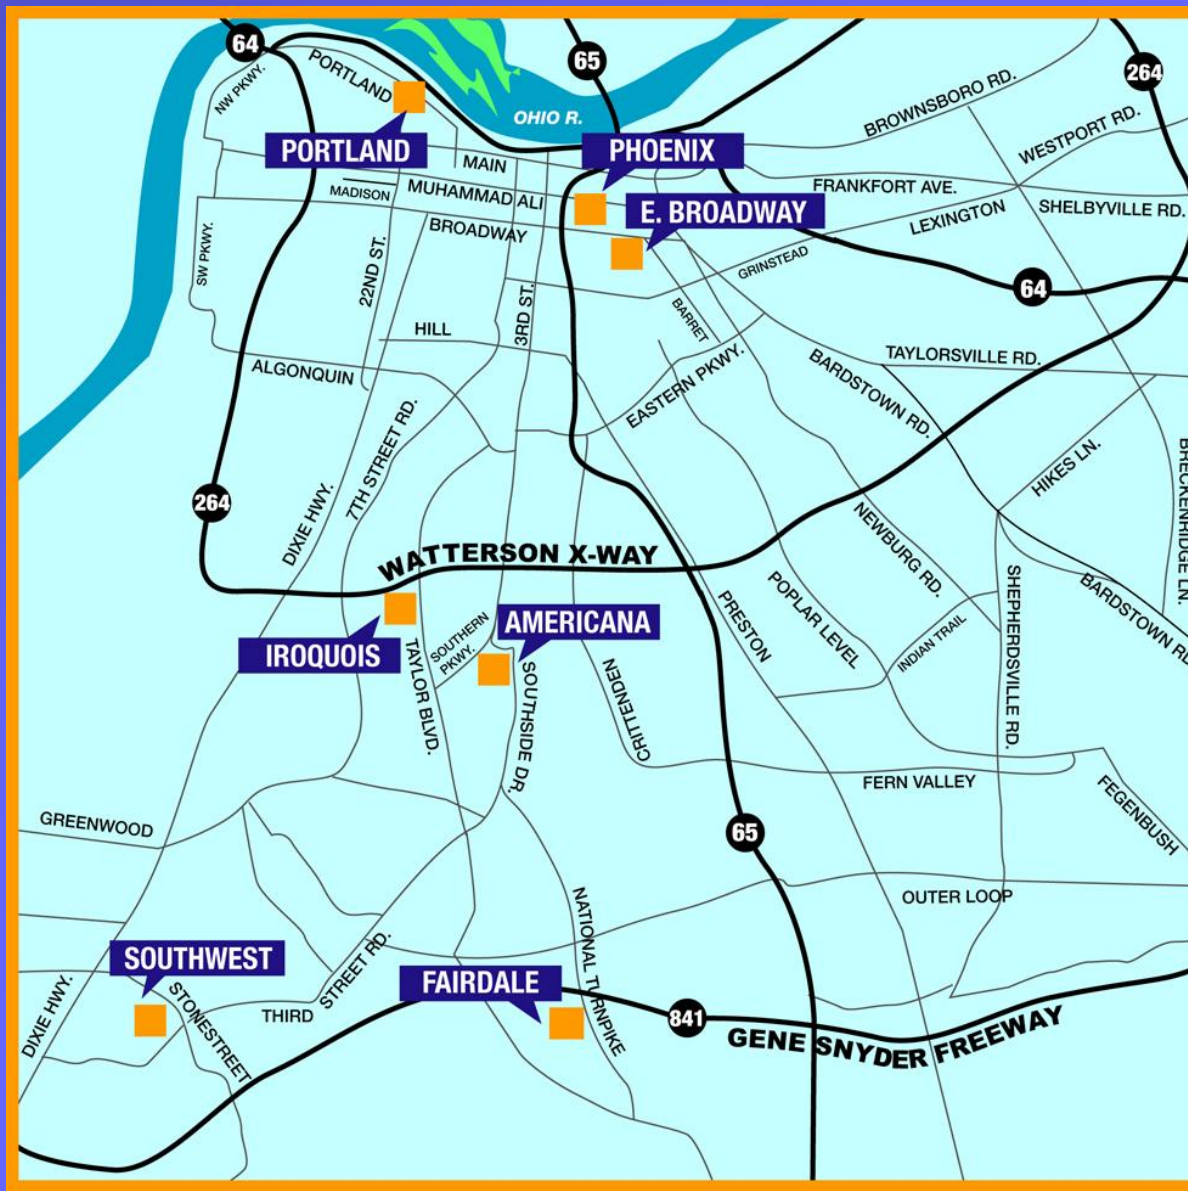 64
65
264
NW PKWY.
PORTLAND
OHIO R.
BROWNSBORO RD.
WESTPORT RD.
PORTLAND
PHOENIX
MAIN
MADISON
MUHAMMAD ALI
FRANKFORT AVE.
E. BROADWAY
LEXINGTON
SHELBYVILLE RD.
BROADWAY
SW PKWY.
22ND ST.
3RD ST.
GRINSTEAD
64
BARRET
HILL
ALGONQUIN
EASTERN PKWY.
BARDSTOWN RD.
TAYLORSVILLE RD.
7TH STREET RD.
HIKES LN.
BRECKENRIDGE LN.
264
DIXIE HWY.
WATTERSON X-WAY
NEWBURG RD.
POPLAR LEVEL
PRESTON
SHEPHERDSVILLE RD.
BARDSTOWN RD.
IROQUOIS
AMERICANA
SOUTHERN
PKWY.
TAYLOR BLVD.
SOUTHSIDE DR.
CRITTENDEN
INDIAN TRAIL
FERN VALLEY
FEGENBUSH
GREENWOOD
65
OUTER LOOP
NATIONAL TURNPIKE
SOUTHWEST
FAIRDALE
DIXIE HWY.
STONESTREET
THIRD
STREET RD.
841
GENE SNYDER FREEWAY